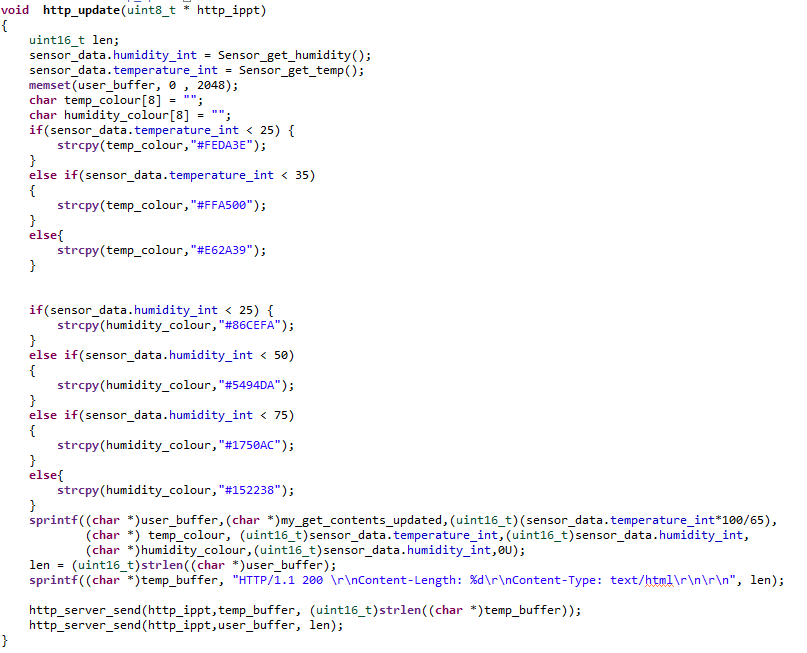 void  http_update(uint8_t * http_ippt)
{
    uint16_t len;
    sensor_data.humidity_int = Sensor_get_humidity();
    sensor_data.temperature_int = Sensor_get_temp();
    memset(user_buffer, 0 , 2048);
    char temp_colour[8] = "";
    char humidity_colour[8] = "";
    if(sensor_data.temperature_int < 25) {
        strcpy(temp_colour,"#FEDA3E");
    }
    else if(sensor_data.temperature_int < 35)
    {
        strcpy(temp_colour,"#FFA500");
    }
    else{
        strcpy(temp_colour,"#E62A39");
    }


    if(sensor_data.humidity_int < 25) {
        strcpy(humidity_colour,"#86CEFA");
    }
    else if(sensor_data.humidity_int < 50)
    {
        strcpy(humidity_colour,"#5494DA");
    }
    else if(sensor_data.humidity_int < 75)
    {
        strcpy(humidity_colour,"#1750AC");
    }
    else{
        strcpy(humidity_colour,"#152238");
    }
    sprintf((char *)user_buffer,(char *)my_get_contents_updated,(uint16_t)(sensor_data.temperature_int*100/65),
            (char *) temp_colour, (uint16_t)sensor_data.temperature_int,(uint16_t)sensor_data.humidity_int,
            (char *)humidity_colour,(uint16_t)sensor_data.humidity_int,0U);
    len = (uint16_t)strlen((char *)user_buffer);
    sprintf((char *)temp_buffer, "HTTP/1.1 200 \r\nContent-Length: %d\r\nContent-Type: text/html\r\n\r\n", len);

    http_server_send(http_ippt,temp_buffer, (uint16_t)strlen((char *)temp_buffer));
    http_server_send(http_ippt,user_buffer, len);
}